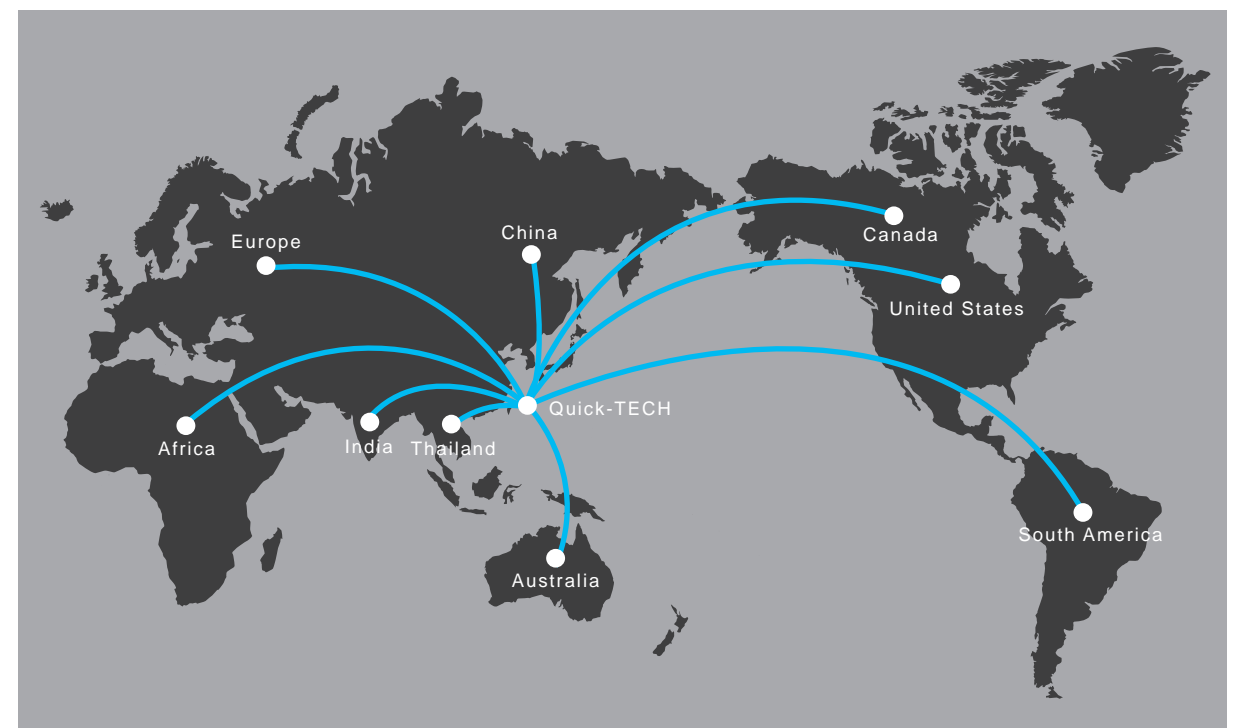 China
Europe
Canada
United States
Quick-TECH
Africa
India
Thailand
South America
Australia